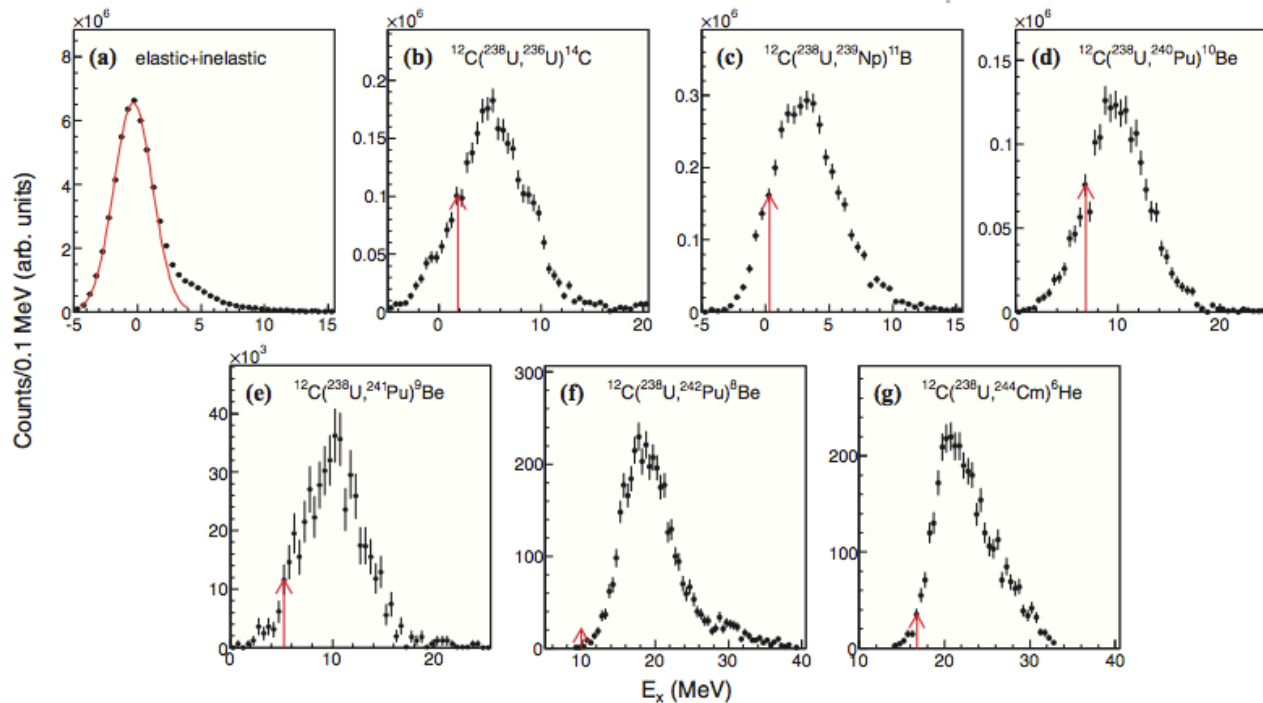 ×10⁶
(a) elastic+inelastic
8
6
4
2
0
-5 0 5 10 15
×10⁶
(b) ¹²C(²³⁸U,²³⁶U)¹⁴C
0.2
0.15
0.1
0.05
0
0 10 20
×10⁶
(c) ¹²C(²³⁸U,²³⁹Np)¹¹B
0.3
0.2
0.1
0
-5 0 5 10 15
×10⁶
(d) ¹²C(²³⁸U,²⁴⁰Pu)¹⁰Be
0.15
0.1
0.05
0
0 10 20
Counts/0.1 MeV (arb. units)
×10³
(e) ¹²C(²³⁸U,²⁴¹Pu)⁹Be
40
30
20
10
0
0 10 20
(f) ¹²C(²³⁸U,²⁴²Pu)⁸Be
300
200
100
0
10 20 30 40
(g) ¹²C(²³⁸U,²⁴⁴Cm)⁶He
200
100
0
10 20 30 40
Eₓ (MeV)